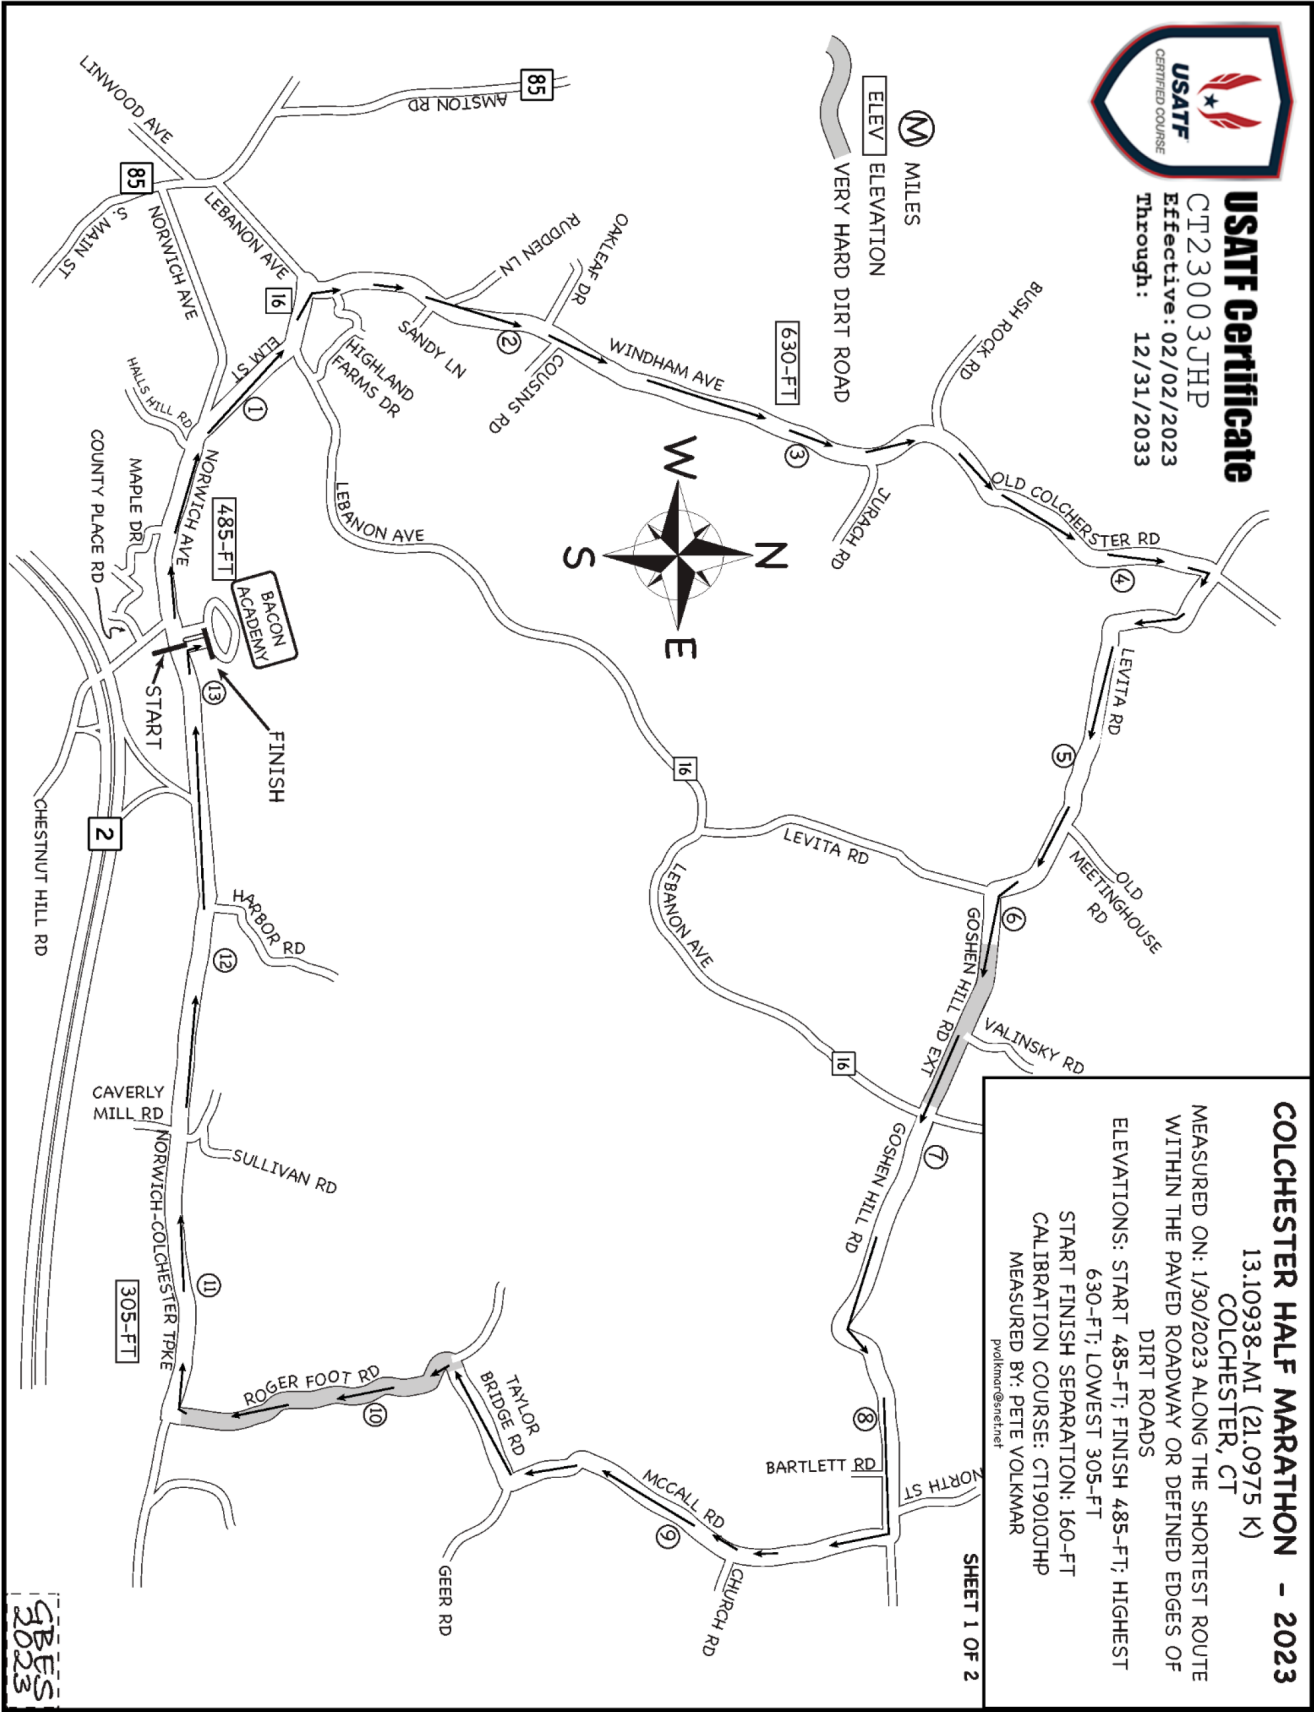 USATF
CERTIFIED COURSE
USATF Certificate
CT23003JHP
Effective: 02/02/2023
Through: 12/31/2033
M MILES
ELEV ELEVATION
VERY HARD DIRT ROAD
COLCHESTER HALF MARATHON - 2023
13.10938-MI (21.0975 K)
COLCHESTER, CT
MEASURED ON: 1/30/2023 ALONG THE SHORTEST ROUTE
WITHIN THE PAVED ROADWAY OR DEFINED EDGES OF
DIRT ROADS
ELEVATIONS: START 485-FT; FINISH 485-FT; HIGHEST
630-FT; LOWEST 305-FT
START FINISH SEPARATION: 160-FT
CALIBRATION COURSE: CT19010JHP
MEASURED BY: PETE VOLKMAR
pvolkmar@snet.net
SHEET 1 OF 2
BUSH ROCK RD
OLD COLCHERSTER RD
4
LEVITA RD
5
OLD
MEETINGHOUSE
RD
6
GOSHEN HILL RD EXT
VALINSKY RD
7
GOSHEN HILL RD
8
BARTLETT RD
NORTH ST
CHURCH RD
MCCALL RD
9
GEER RD
TAYLOR
BRIDGE RD
10
ROGER FOOT RD
305-FT
11
NORWICH-COLCHESTER TPKE
SULLIVAN RD
CAVERLY
MILL RD
12
HARBOR RD
13
FINISH
START
BACON
ACADEMY
485-FT
NORWICH AVE
MAPLE DR
COUNTY PLACE RD
CHESTNUT HILL RD
2
HALLS HILL RD
1
ELM ST
16
LEBANON AVE
NORWICH AVE
85
S. MAIN ST
LINWOOD AVE
AMSTON RD
85
HIGHLAND
FARMS DR
SANDY LN
RUDDEN LN
OAKLEAF DR
2
COUSINS RD
WINDHAM AVE
630-FT
3
JURACH RD
LEBANON AVE
16
LEVITA RD
LEBANON AVE
16
N
W
E
S
GBES
2023